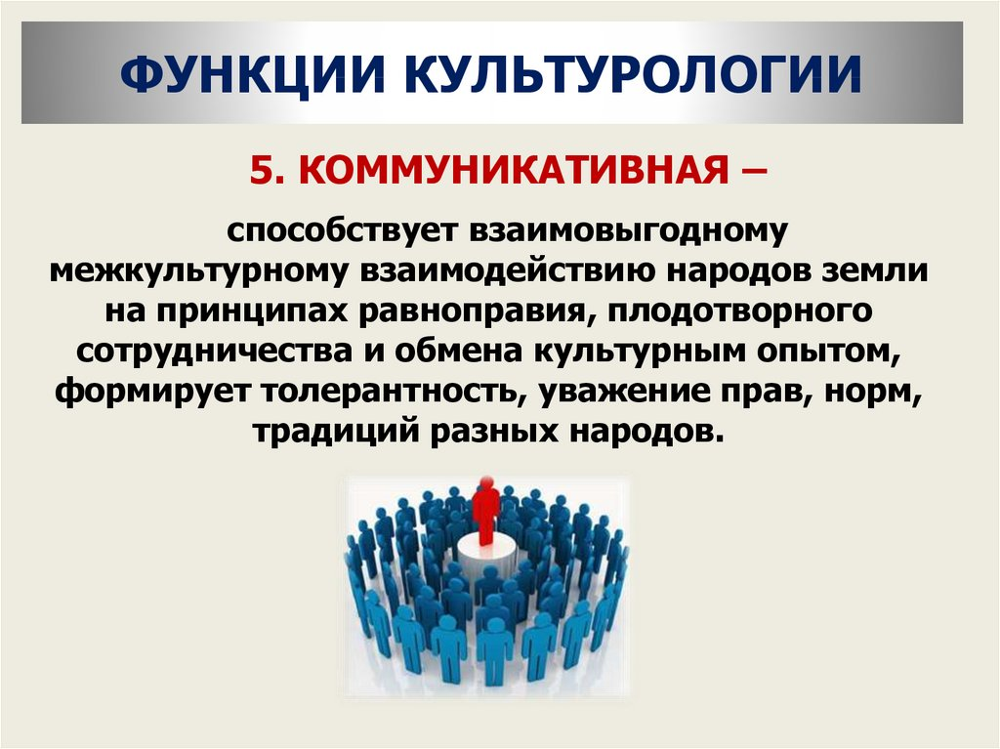 ФУНКЦИИ КУЛЬТУРОЛОГИИ
5. КОММУНИКАТИВНАЯ –
способствует взаимовыгодному
межкультурному взаимодействию народов земли
на принципах равноправия, плодотворного
сотрудничества и обмена культурным опытом,
формирует толерантность, уважение прав, норм,
традиций разных народов.